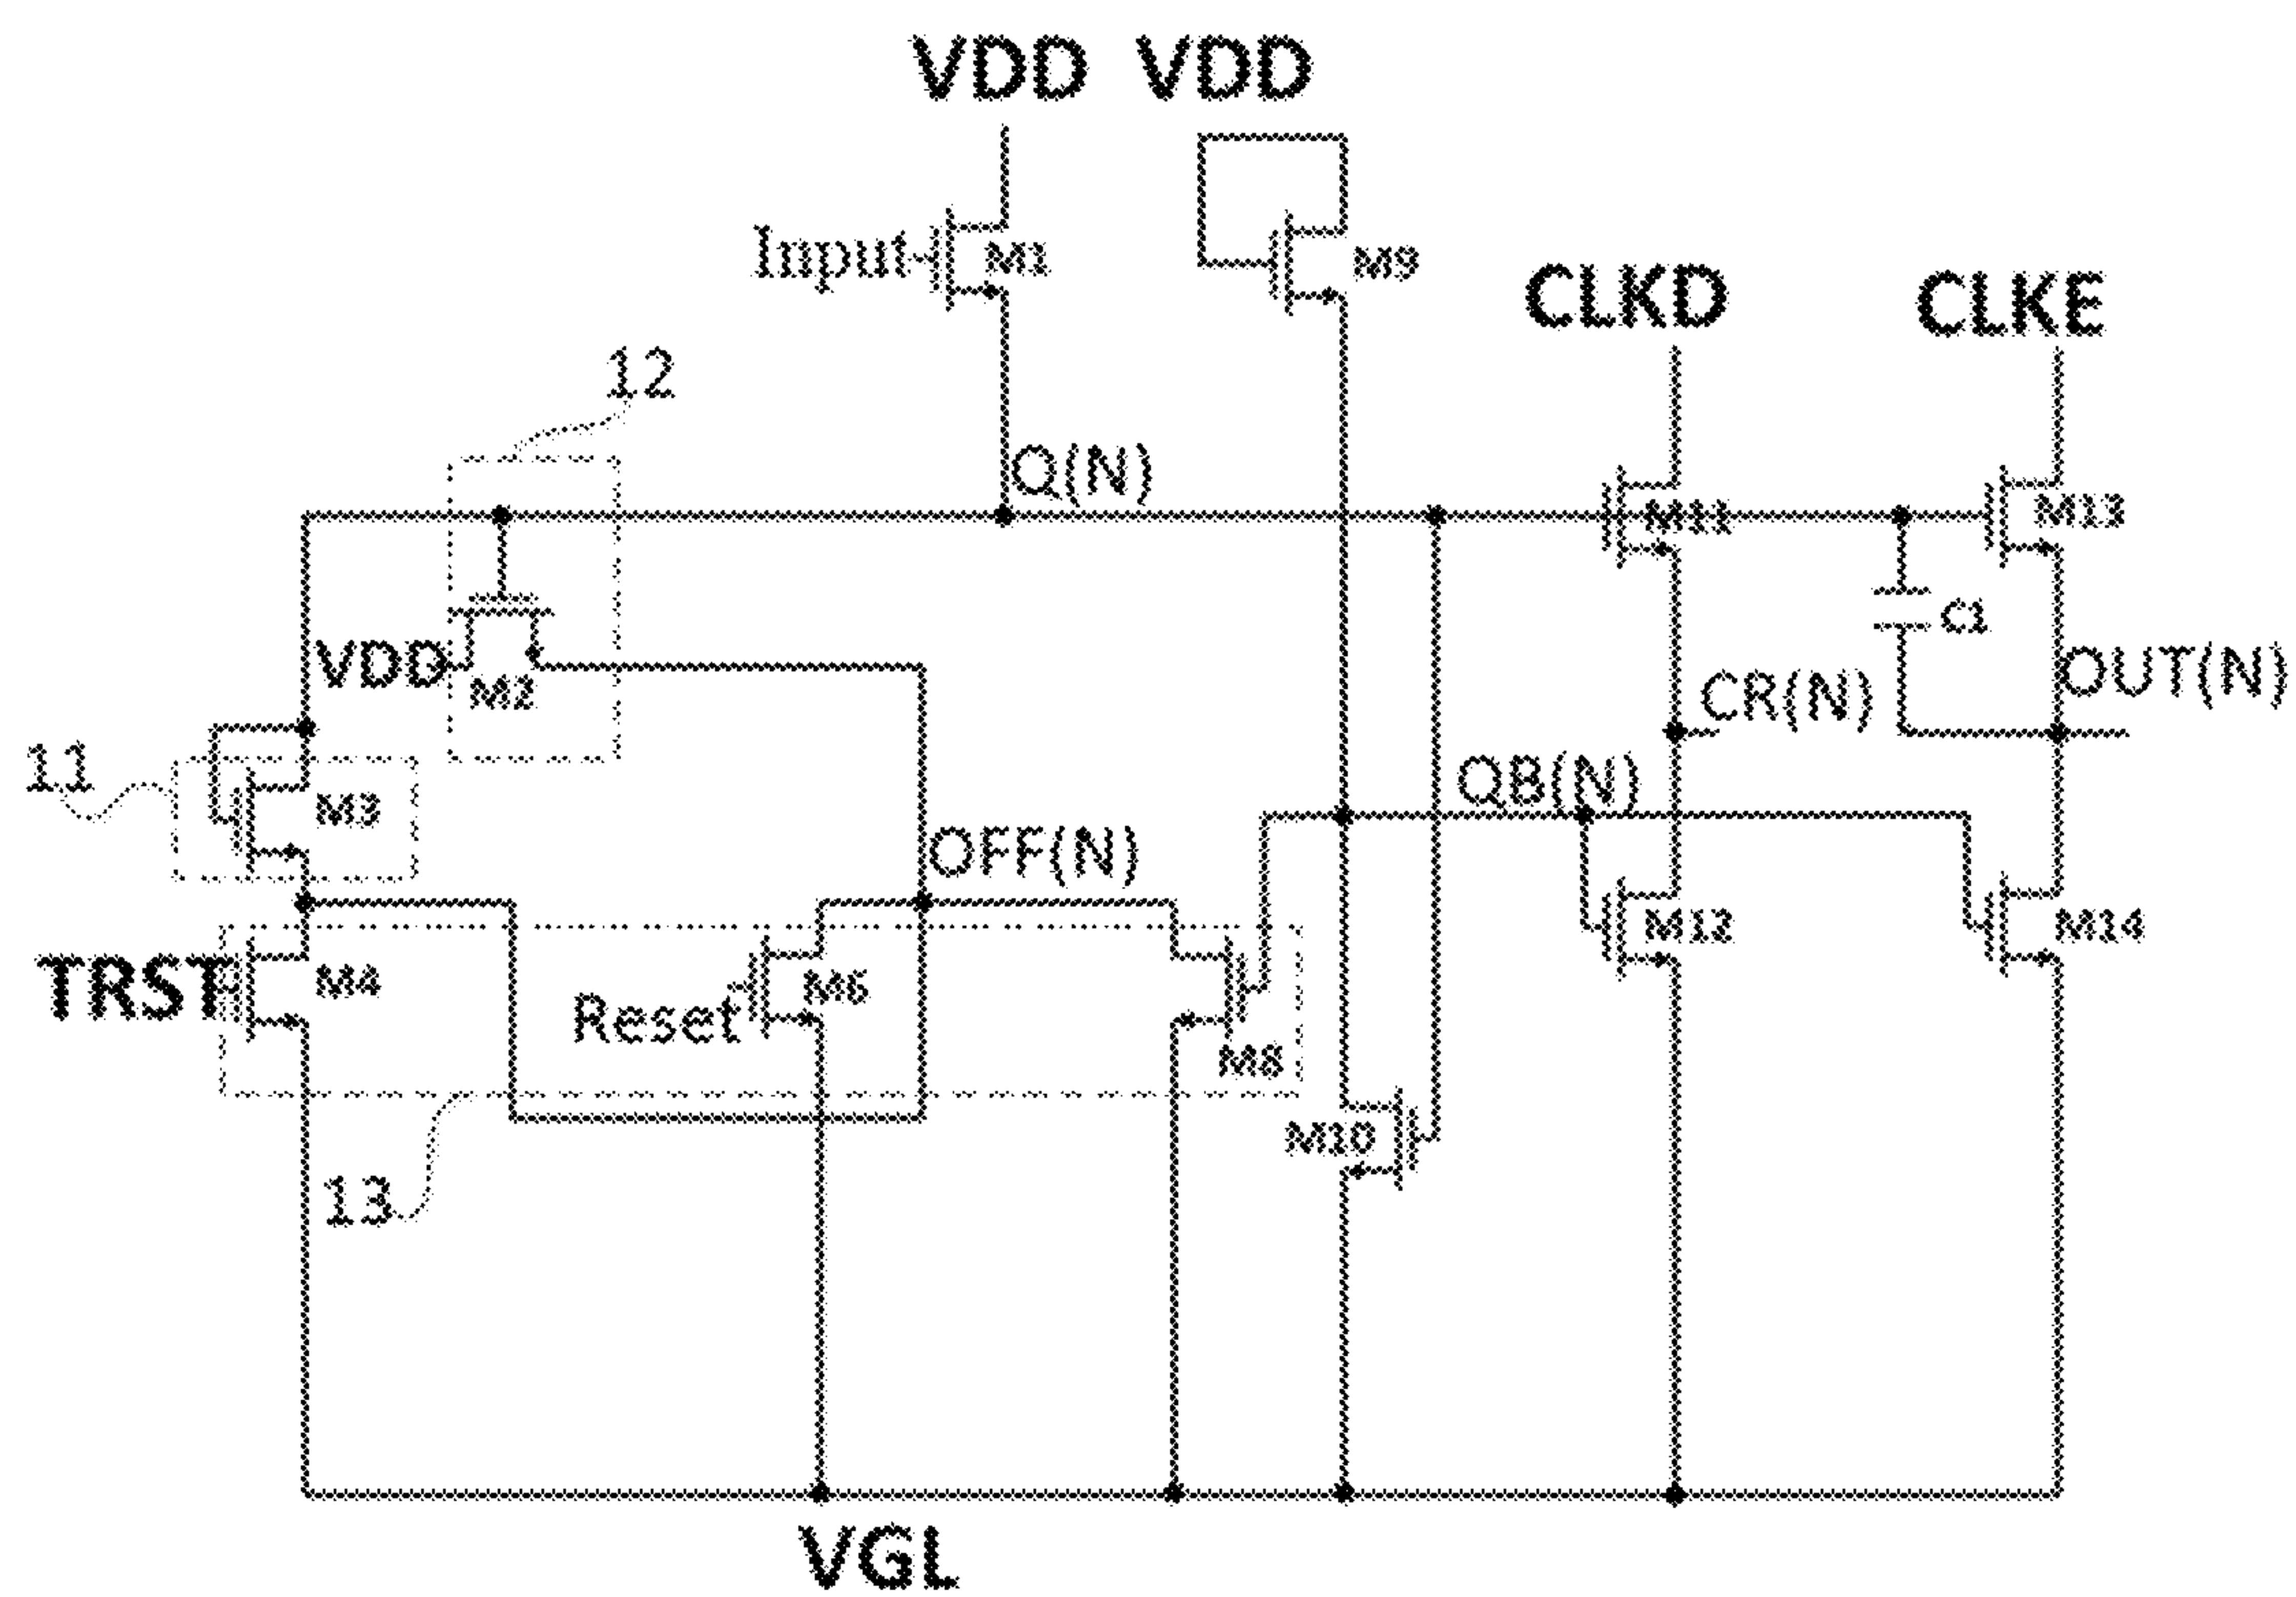 VDD VDD
Input
M1
M9
CLKD
CLKE
12
Q(N)
M11
M13
VDD
M2
C1
CR(N)
OUT(N)
11
M3
QB(N)
OFF(N)
TRST
M4
Reset
M6
M8
M12
M14
M10
13
VGL